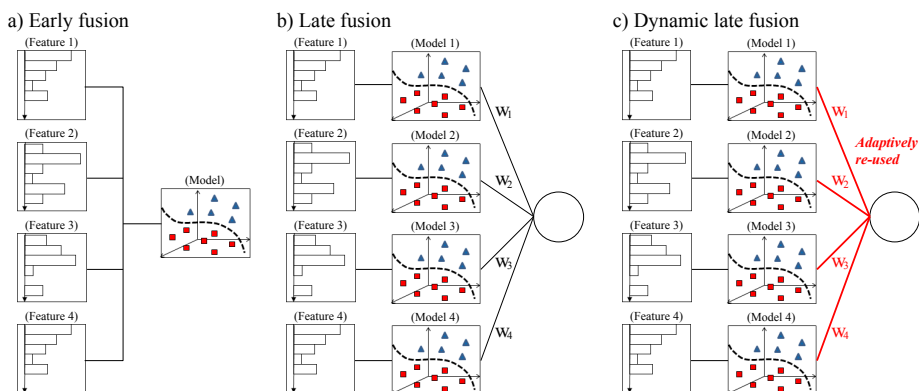 a) Early fusion
(Feature 1)
(Feature 2)
(Feature 3)
(Feature 4)
(Model)
b) Late fusion
(Feature 1)
(Model 1)
W1
(Feature 2)
(Model 2)
W2
(Feature 3)
(Model 3)
W3
(Feature 4)
(Model 4)
W4
c) Dynamic late fusion
(Feature 1)
(Model 1)
W1
Adaptively
re-used
(Feature 2)
(Model 2)
W2
(Feature 3)
(Model 3)
W3
(Feature 4)
(Model 4)
W4